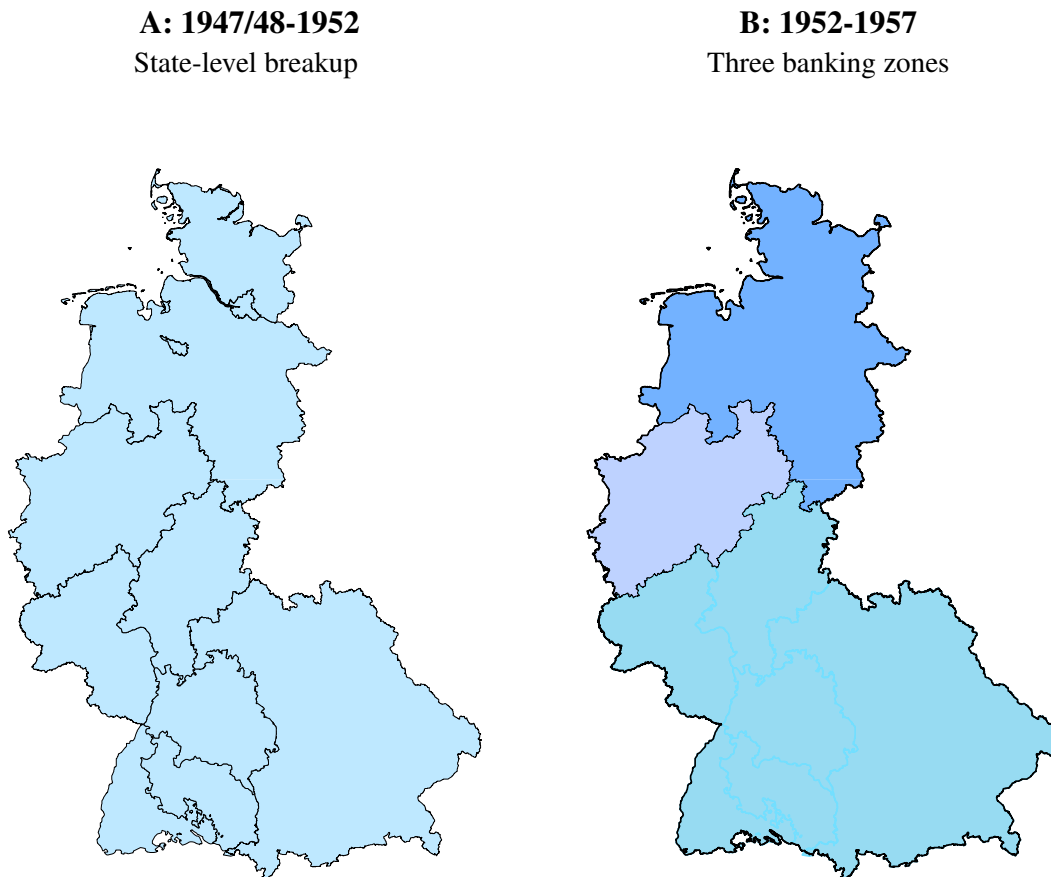 A: 1947/48-1952
State-level breakup
B: 1952-1957
Three banking zones